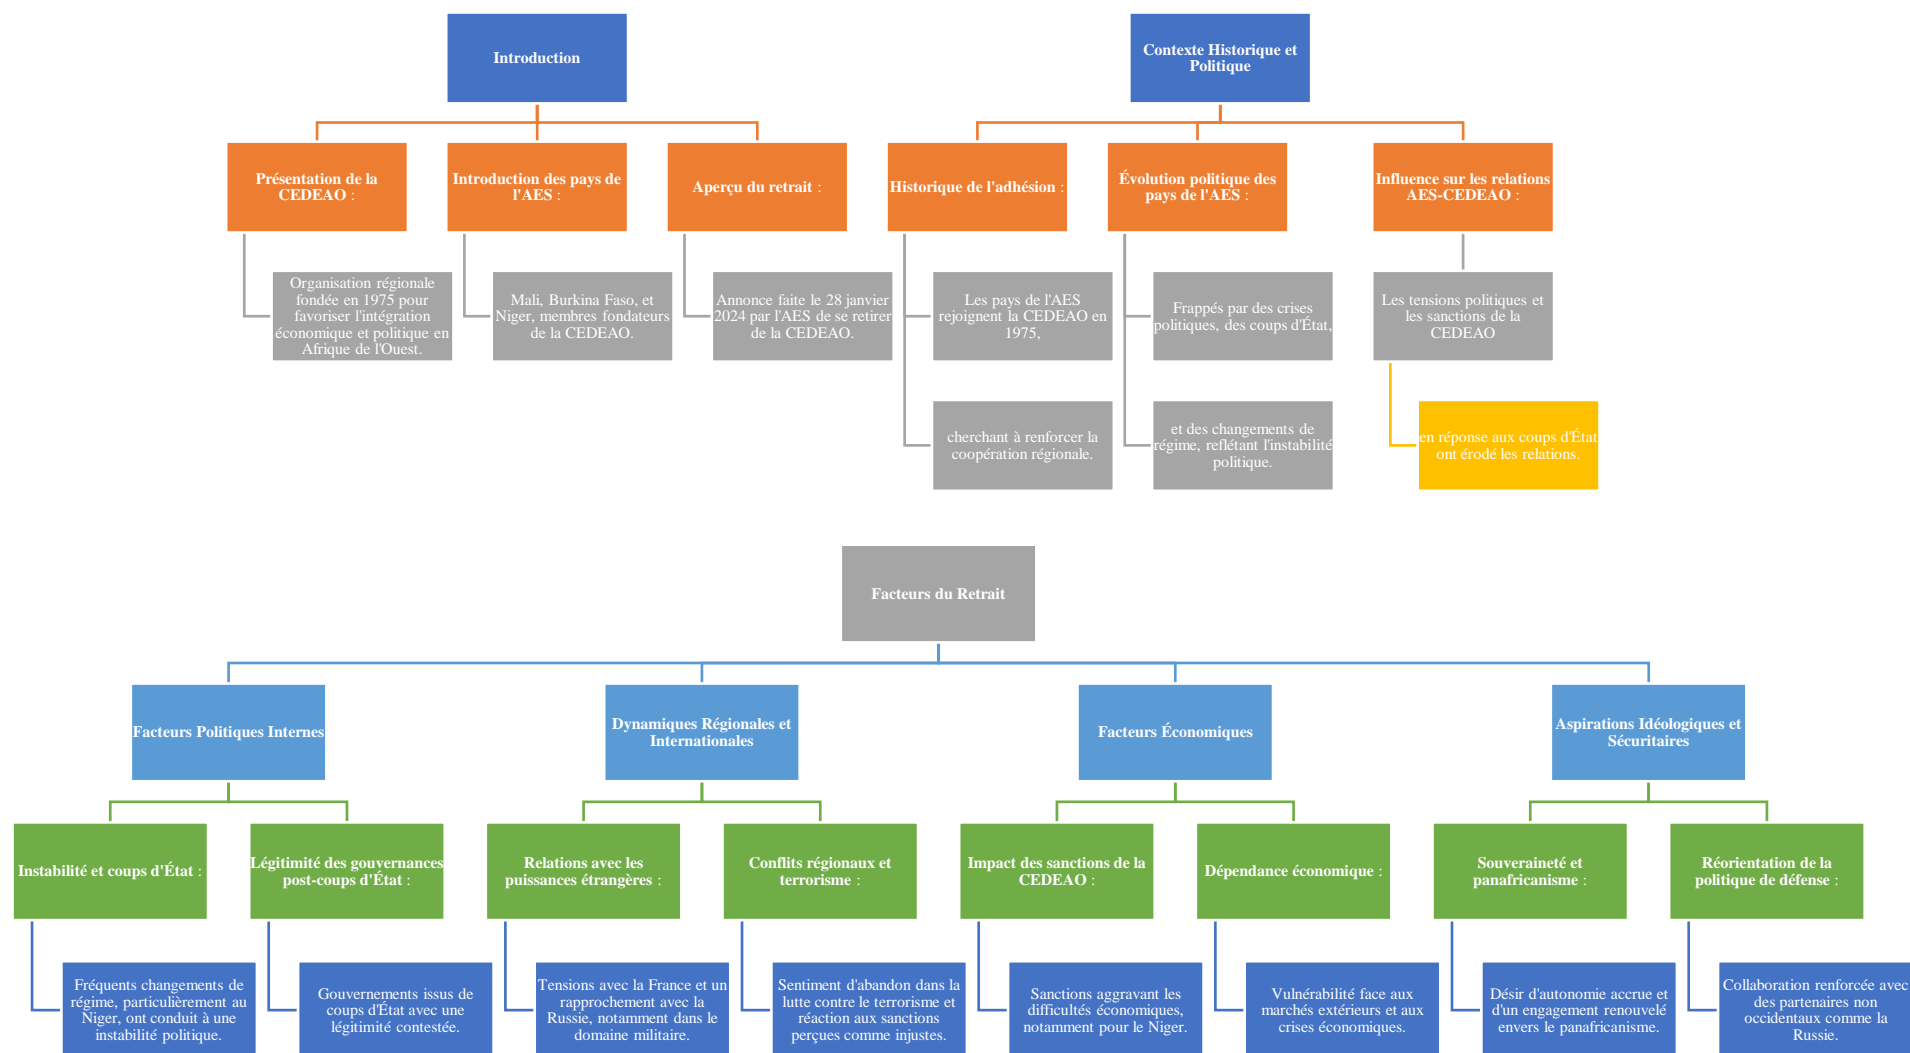 Introduction
Présentation de la
CEDEAO :
Organisation régionale
fondée en 1975 pour
favoriser l'intégration
économique et politique en
Afrique de l'Ouest.
Introduction des pays de
l'AES :
Mali, Burkina Faso, et
Niger, membres fondateurs
de la CEDEAO.
Aperçu du retrait :
Annonce faite le 28 janvier
2024 par l'AES de se retirer
de la CEDEAO.
Contexte Historique et
Politique
Historique de l'adhésion :
Les pays de l'AES
rejoignent la CEDEAO en
1975,
cherchant à renforcer la
coopération régionale.
Évolution politique des
pays de l'AES :
Frappés par des crises
politiques, des coups d'État,
et des changements de
régime, reflétant l'instabilité
politique.
Influence sur les relations
AES-CEDEAO :
Les tensions politiques et
les sanctions de la
CEDEAO
en réponse aux coups d'État
ont érodé les relations.
Facteurs du Retrait
Facteurs Politiques Internes
Instabilité et coups d'État :
Fréquents changements de
régime, particulièrement au
Niger, ont conduit à une
instabilité politique.
Légitimité des gouvernances
post-coups d'État :
Gouvernements issus de
coups d'État avec une
légitimité contestée.
Dynamiques Régionales et
Internationales
Relations avec les
puissances étrangères :
Tensions avec la France et un
rapprochement avec la
Russie, notamment dans le
domaine militaire.
Conflits régionaux et
terrorisme :
Sentiment d'abandon dans la
lutte contre le terrorisme et
réaction aux sanctions
perçues comme injustes.
Facteurs Économiques
Impact des sanctions de la
CEDEAO :
Sanctions aggravant les
difficultés économiques,
notamment pour le Niger.
Dépendance économique :
Vulnérabilité face aux
marchés extérieurs et aux
crises économiques.
Aspirations Idéologiques et
Sécuritaires
Souveraineté et
panafricanisme :
Désir d'autonomie accrue et
d'un engagement renouvelé
envers le panafricanisme.
Réorientation de la
politique de défense :
Collaboration renforcée avec
des partenaires non
occidentaux comme la
Russie.